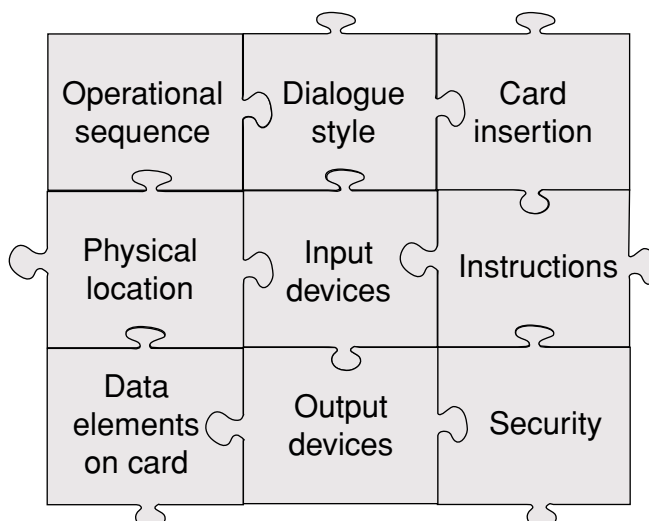 Operational
sequence
Dialogue
style
Card
insertion
Physical
location
Input
devices
Instructions
Data
elements
on card
Output
devices
Security